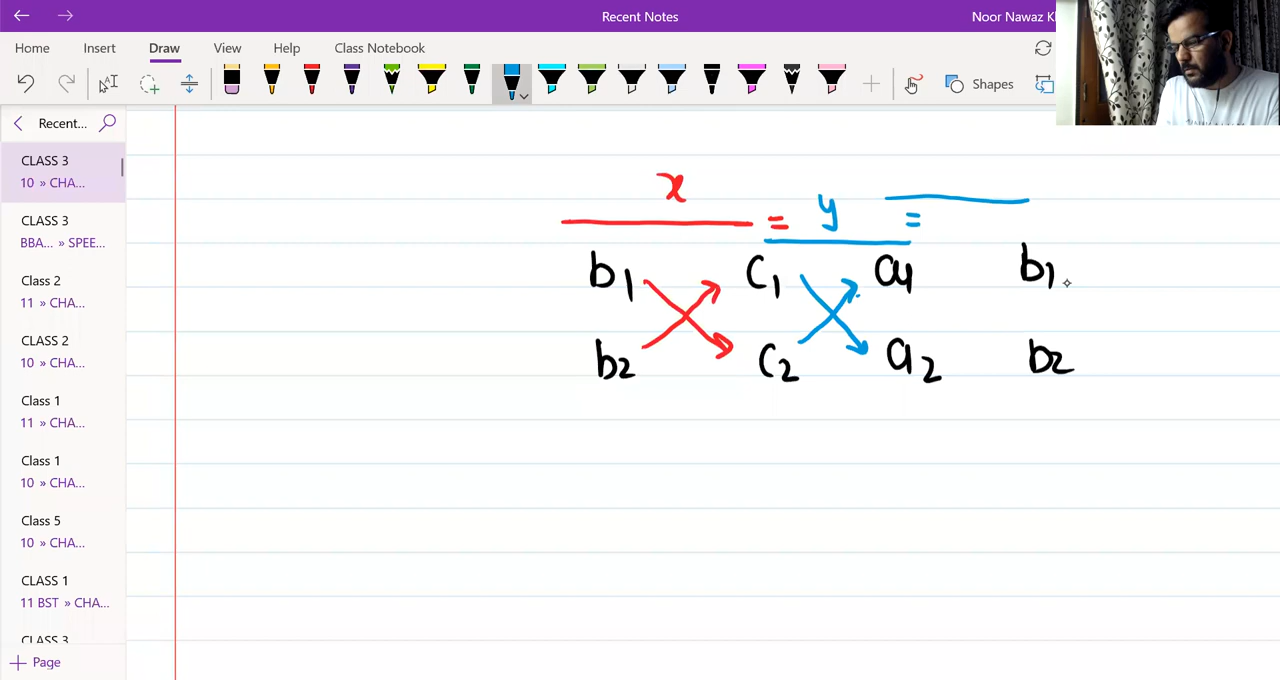 Recent Notes
Noor Nawaz
Home Insert Draw View Help Class Notebook
Shapes
Recent...
CLASS 3
10 » CHA...
CLASS 3
BBA... » SPEE...
Class 2
11 » CHA...
CLASS 2
10 » CHA...
Class 1
11 » CHA...
Class 1
10 » CHA...
Class 5
10 » CHA...
CLASS 1
11 BST » CHA...
CLASS 3
+ Page
x = y =
b1 c1 a1 b1
b2 c2 a2 b2